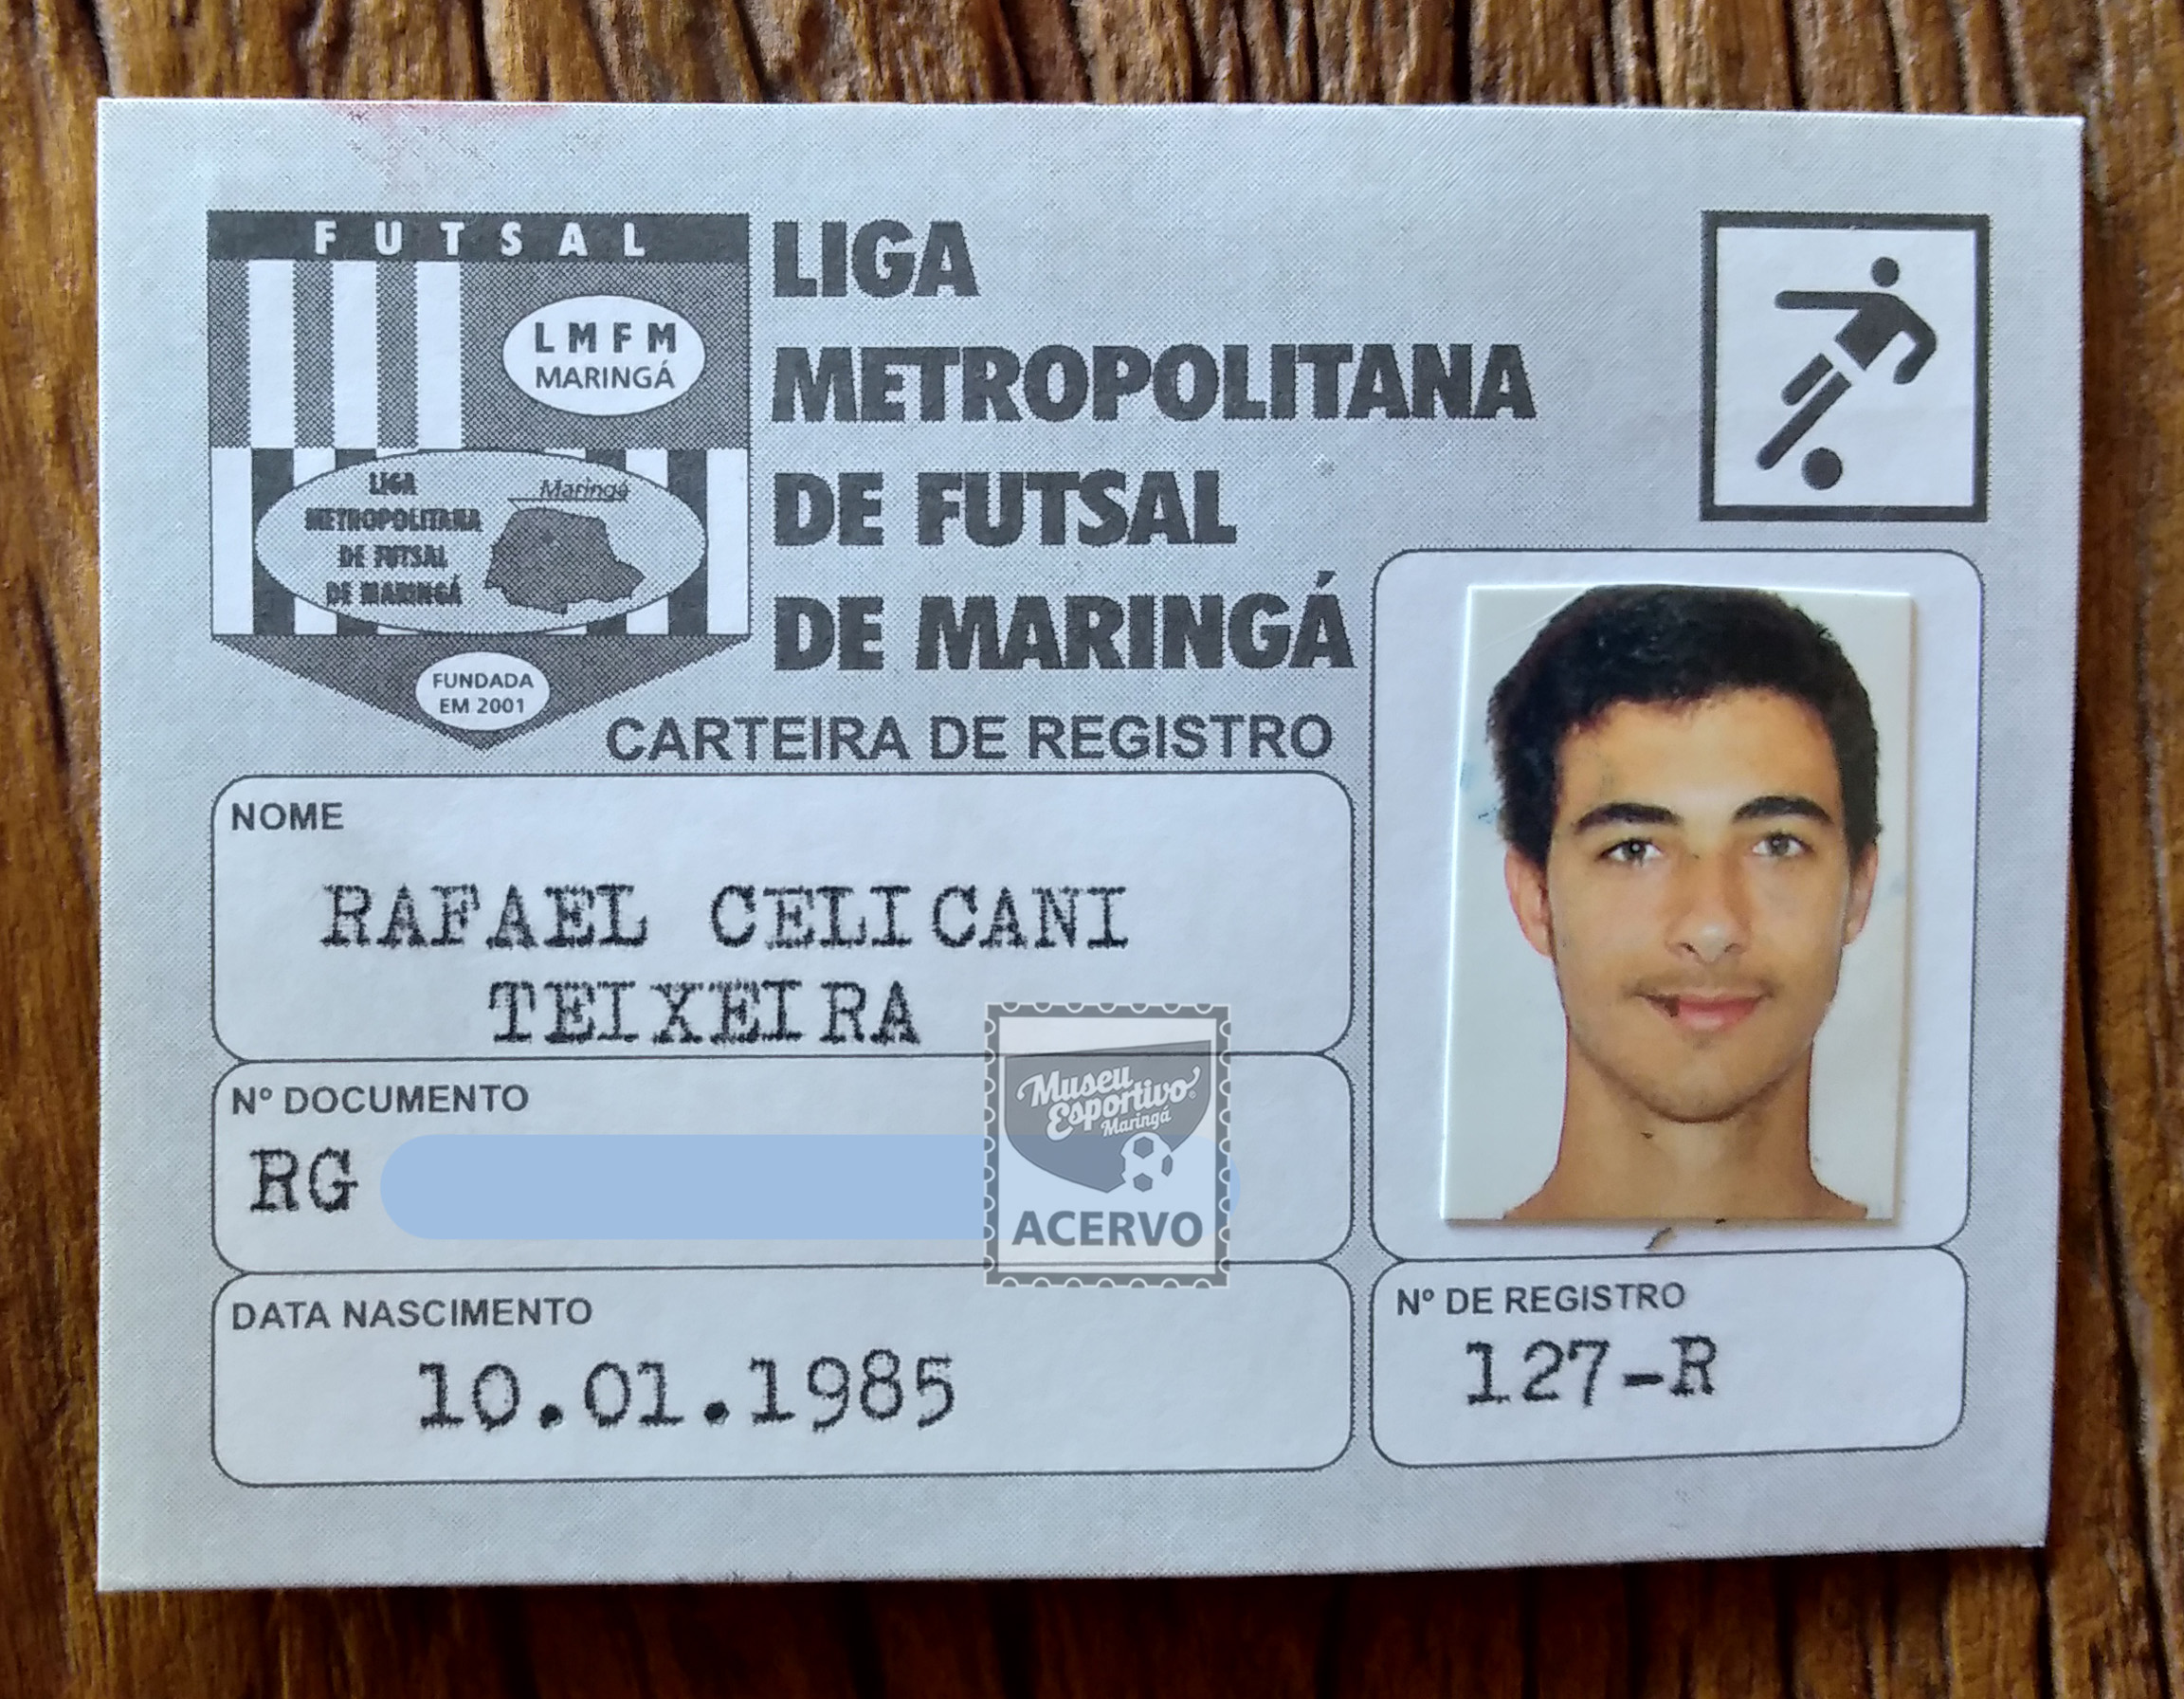 FUTSAL
LMFM
MARINGÁ
LIGA
METROPOLITANA
DE FUTSAL
DE MARINGÁ
Maringá
FUNDADA
EM 2001
LIGA
METROPOLITANA
DE FUTSAL
DE MARINGÁ
CARTEIRA DE REGISTRO
NOME
RAFAEL CELICANI
TEIXEIRA
Nº DOCUMENTO
RG
Museu
Esportivo
Maringá
ACERVO
DATA NASCIMENTO
10.01.1985
Nº DE REGISTRO
127-R